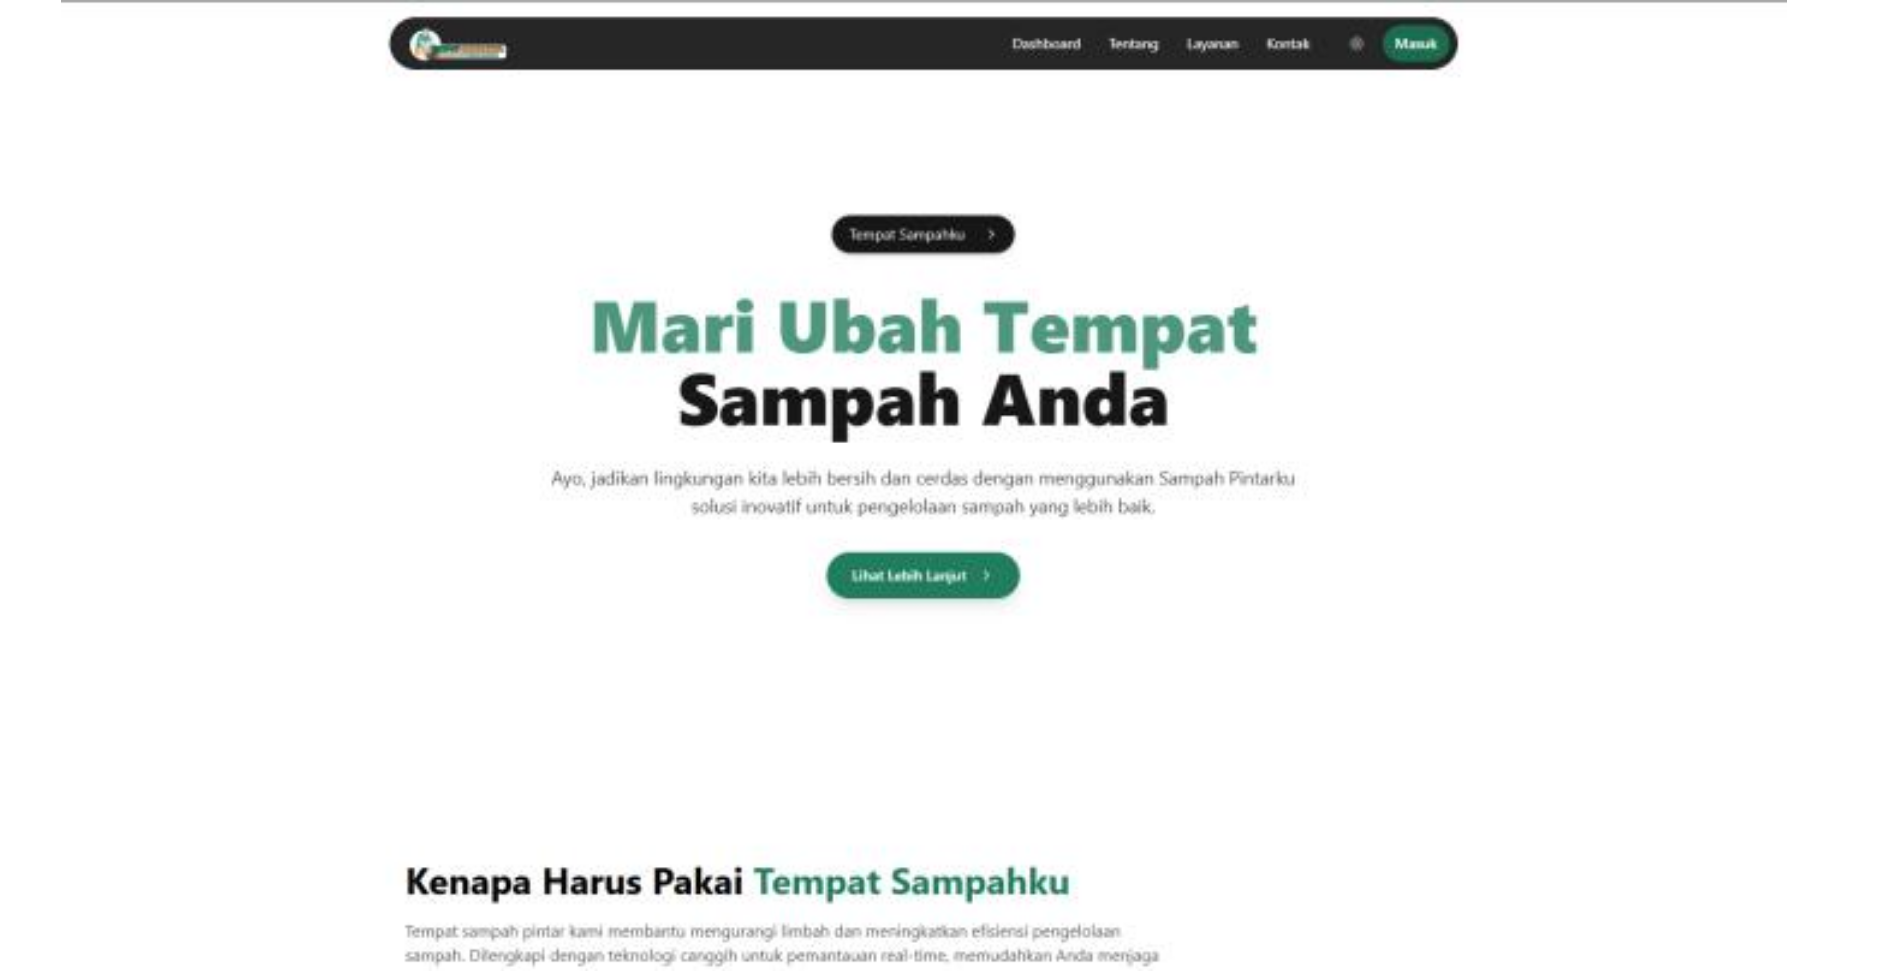 Dashboard Tentang Layanan Kontak Masuk
Tempat Sampahku
Mari Ubah Tempat
Sampah Anda
Ayo, jadikan lingkungan kita lebih bersih dan cerdas dengan menggunakan Sampah Pintarku
solusi inovatif untuk pengelolaan sampah yang lebih baik.
Lihat Lebih Lanjut
Kenapa Harus Pakai Tempat Sampahku
Tempat sampah pintar kami membantu mengurangi limbah dan meningkatkan efisiensi pengelolaan
sampah. Dilengkapi dengan teknologi canggih untuk pemantauan real-time, memudahkan Anda menjaga